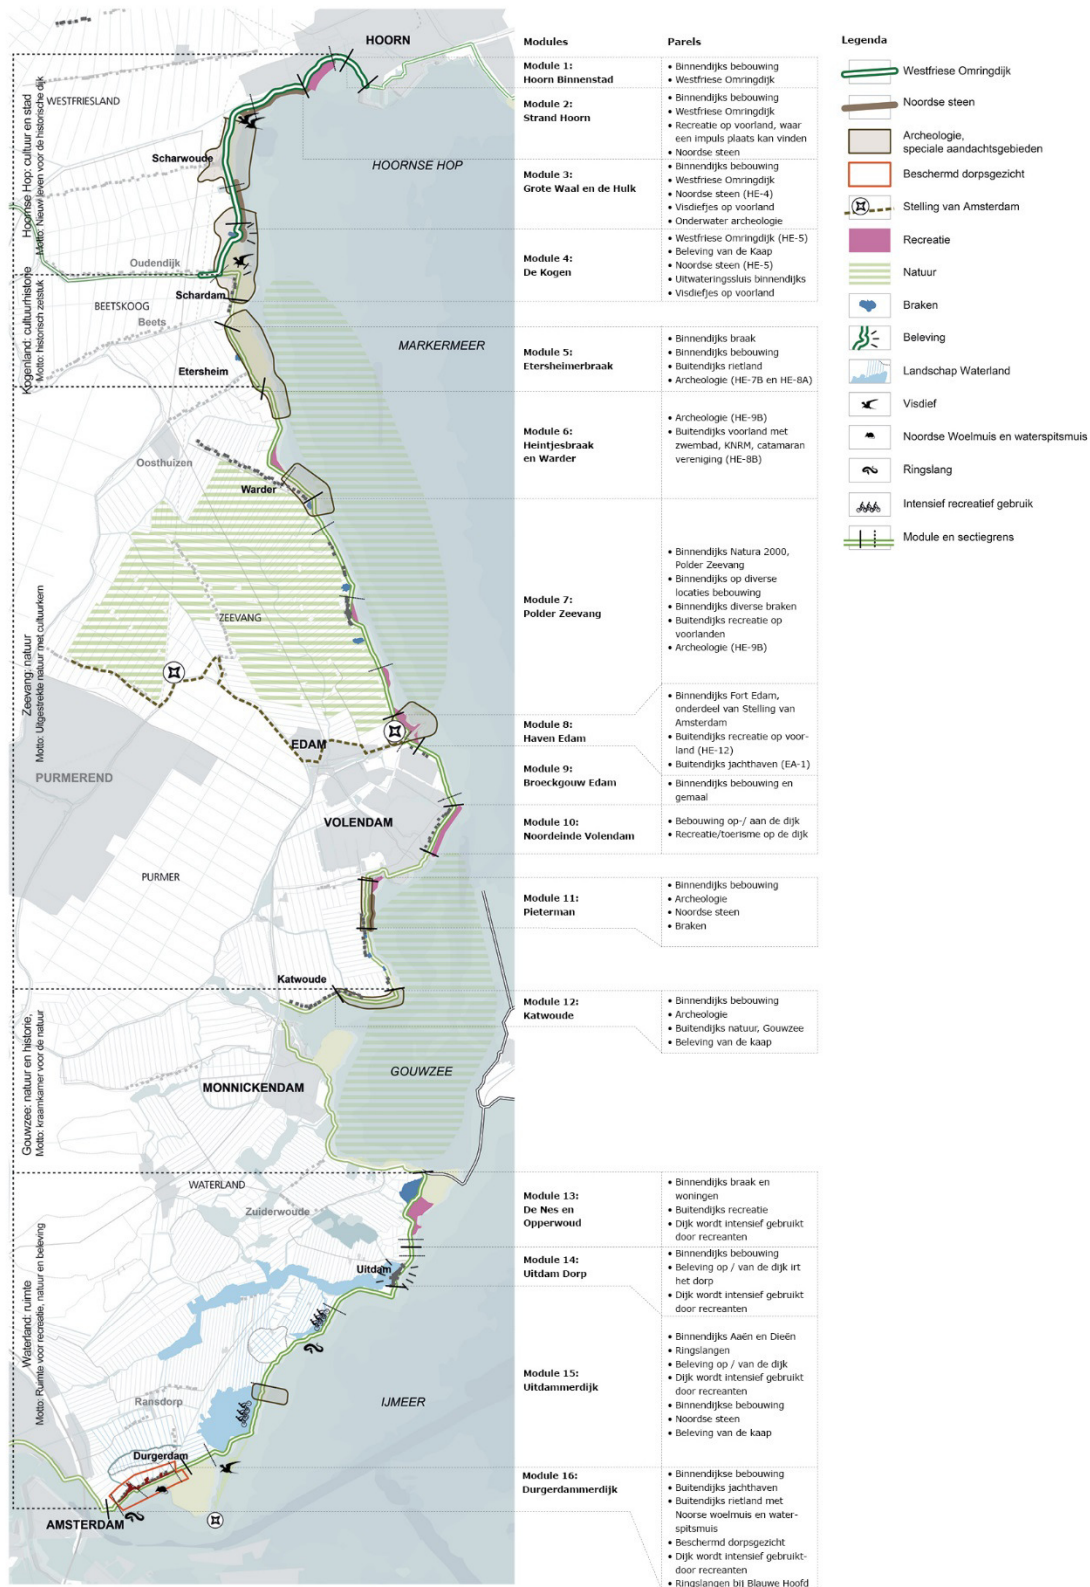 HOORN
WESTFRIESLAND
HOORNSE HOP
Scharwoude
Oudendijk
Schardam
BEETSKOOG
Beets
MARKERMEER
Etersheim
Oosthuizen
Warder
ZEEVANG
EDAM
PURMEREND
VOLENDAM
PURMER
Katwoude
GOUWZEE
MONNICKENDAM
WATERLAND
Zuiderwoude
Uitdam
IJMEER
Ransdorp
Durgerdam
AMSTERDAM
Hoornse Hop: cultuur en stad
Motto: Nieuw leven voor de historische dijk
Kogenland: cultuurhistorie
Motto: historisch zelfstuk
Zeevang: natuur
Motto: Uitgestrekte natuur met cultuurkern
Gouwzee: natuur en historie,
Motto: kraamkamer voor de natuur
Waterland: ruimte
Motto: Ruimte voor recreatie, natuur en beleving
Modules
Parels
Module 1:
Hoorn Binnenstad
• Binnendijks bebouwing
• Westfriese Omringdijk
Module 2:
Strand Hoorn
• Binnendijks bebouwing
• Westfriese Omringdijk
• Recreatie op voorland, waar
een impuls plaats kan vinden
• Noordse steen
Module 3:
Grote Waal en de Hulk
• Binnendijks bebouwing
• Westfriese Omringdijk
• Noordse steen (HE-4)
• Visdiefjes op voorland
• Onderwater archeologie
Module 4:
De Kogen
• Westfriese Omringdijk (HE-5)
• Beleving van de Kaap
• Noordse steen (HE-5)
• Uitwateringssluis binnendijks
• Visdiefjes op voorland
Module 5:
Etersheimerbraak
• Binnendijks braak
• Binnendijks bebouwing
• Buitendijks rietland
• Archeologie (HE-7B en HE-8A)
Module 6:
Heintjesbraak
en Warder
• Archeologie (HE-9B)
• Buitendijks voorland met
zwembad, KNRM, catamaran
vereniging (HE-8B)
Module 7:
Polder Zeevang
• Binnendijks Natura 2000,
Polder Zeevang
• Binnendijks op diverse
locaties bebouwing
• Binnendijks diverse braken
• Buitendijks recreatie op
voorlanden
• Archeologie (HE-9B)
Module 8:
Haven Edam
• Binnendijks Fort Edam,
onderdeel van Stelling van
Amsterdam
• Buitendijks recreatie op voor-
land (HE-12)
• Buitendijks jachthaven (EA-1)
Module 9:
Broeckgouw Edam
• Binnendijks bebouwing en
gemaal
Module 10:
Noordeinde Volendam
• Bebouwing op-/ aan de dijk
• Recreatie/toerisme op de dijk
Module 11:
Pieterman
• Binnendijks bebouwing
• Archeologie
• Noordse steen
• Braken
Module 12:
Katwoude
• Binnendijks bebouwing
• Archeologie
• Buitendijks natuur, Gouwzee
• Beleving van de kaap
Module 13:
De Nes en
Opperwoud
• Binnendijks braak en
woningen
• Buitendijks recreatie
• Dijk wordt intensief gebruikt
door recreanten
Module 14:
Uitdam Dorp
• Binnendijks bebouwing
• Beleving op / van de dijk irt
het dorp
• Dijk wordt intensief gebruikt
door recreanten
Module 15:
Uitdammerdijk
• Binnendijks Aaën en Dieën
• Ringslangen
• Beleving op / van de dijk
• Dijk wordt intensief gebruikt
door recreanten
• Binnendijkse bebouwing
• Noordse steen
• Beleving van de kaap
Module 16:
Durgerdammerdijk
• Binnendijkse bebouwing
• Buitendijks jachthaven
• Buitendijks rietland met
Noorse woelmuis en water-
spitsmuis
• Beschermd dorpsgezicht
• Dijk wordt intensief gebruikt-
door recreanten
• Ringslangen bij Blauwe Hoofd
Legenda
Westfriese Omringdijk
Noordse steen
Archeologie,
speciale aandachtsgebieden
Beschermd dorpsgezicht
Stelling van Amsterdam
Recreatie
Natuur
Braken
Beleving
Landschap Waterland
Visdief
Noordse Woelmuis en waterspitsmuis
Ringslang
Intensief recreatief gebruik
Module en sectiegrens